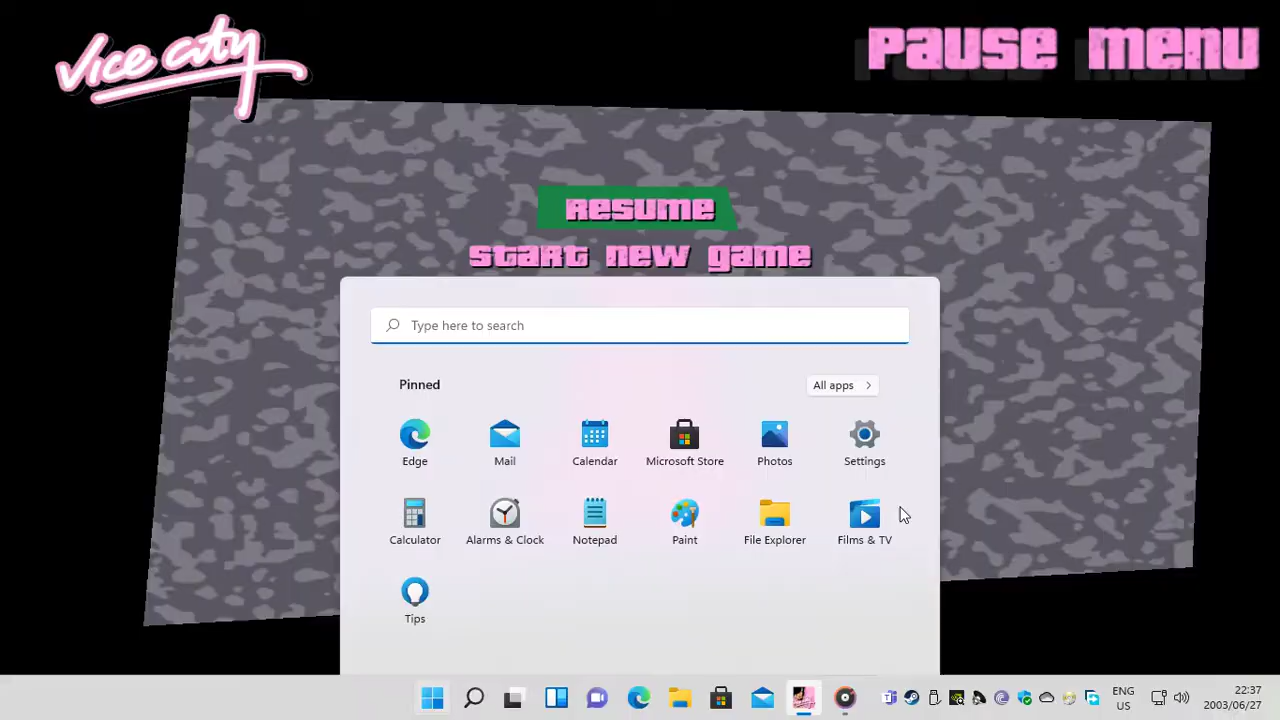 vice city
Pause menu
Resume
start new game
Type here to search
Pinned
All apps
Edge
Mail
Calendar
Microsoft Store
Photos
Settings
Calculator
Alarms & Clock
Notepad
Paint
File Explorer
Films & TV
Tips
ENG
US
22:37
2003/06/27